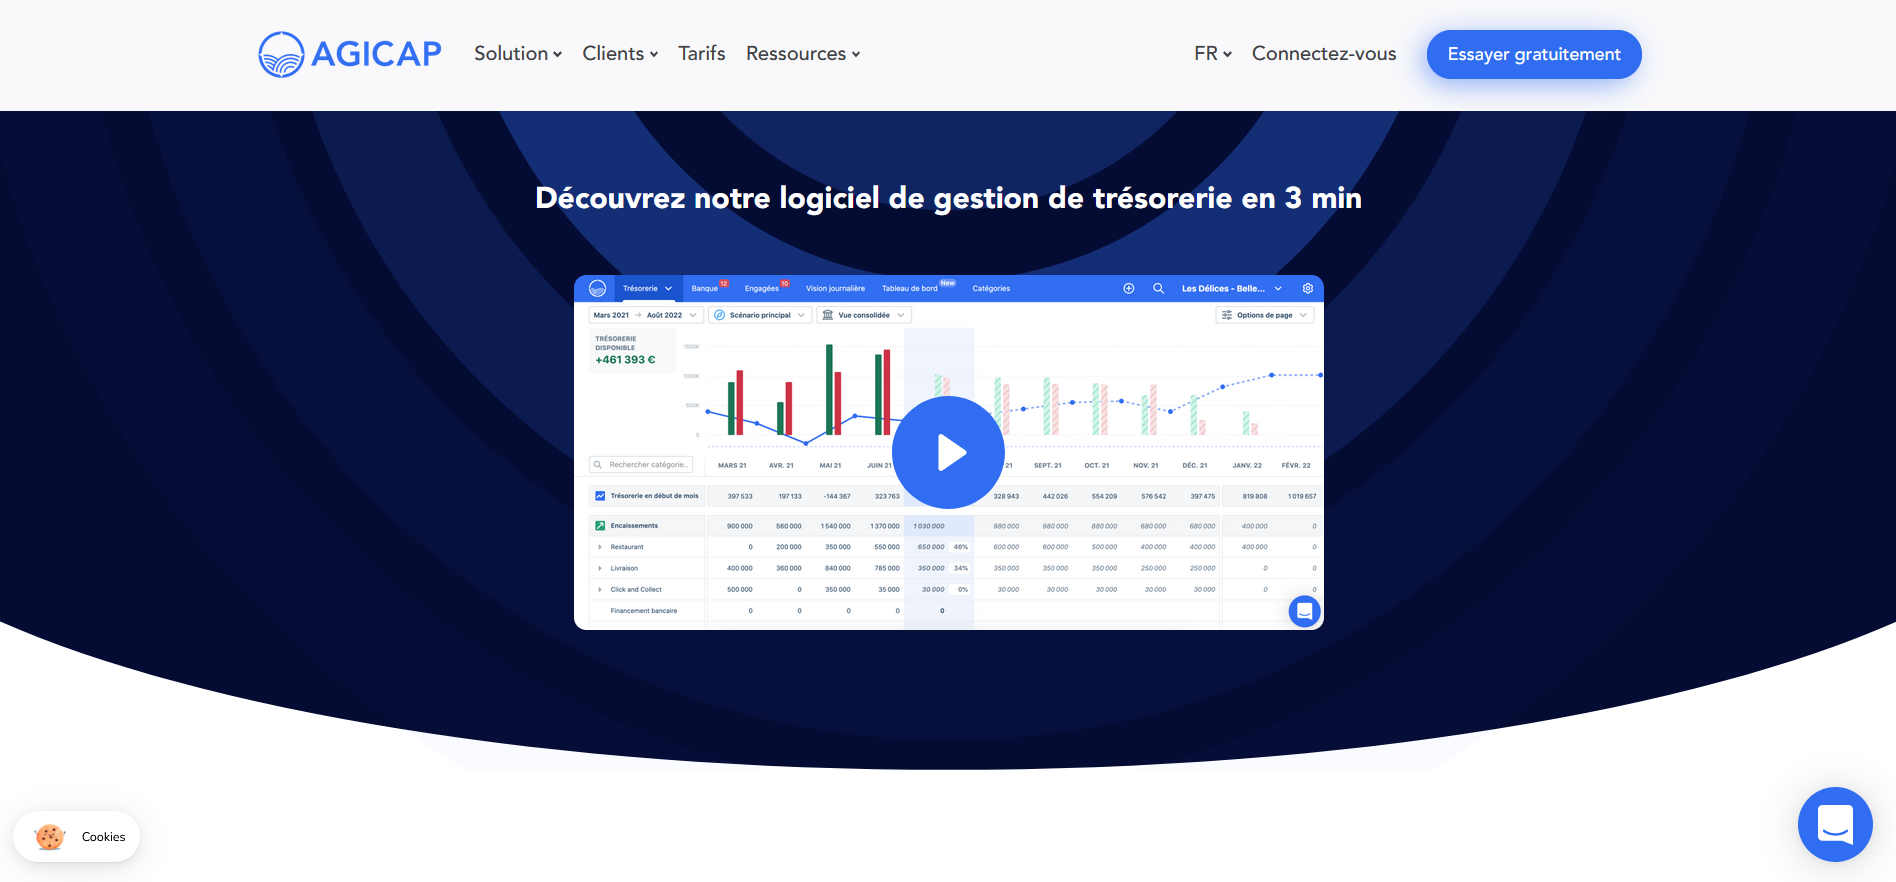 AGICAP Solution Clients Tarifs Ressources FR Connectez-vous Essayer gratuitement
Découvrez notre logiciel de gestion de trésorerie en 3 min
Trésorerie Banque 12 Engagées 10 Vision journalière Tableau de bord New Catégories Les Délices - Belle...
Mars 2021 → Août 2022 Scénario principal Vue consolidée Options de page
TRÉSORERIE
DISPONIBLE
+461 393 €
1500K
1000K
500K
0
Rechercher catégorie.. MARS 21 AVR. 21 MAI 21 JUIN 21 21 SEPT. 21 OCT. 21 NOV. 21 DÉC. 21 JANV. 22 FÉVR. 22
Trésorerie en début de mois 397 533 197 133 -144 367 323 763 328 943 442 026 554 209 576 542 397 475 819 808 1 019 657
Encaissements 900 000 560 000 1 540 000 1 370 000 1 030 000 980 000 980 000 880 000 680 000 680 000 400 000 0
Restaurant 0 200 000 350 000 550 000 650 000 46% 600 000 600 000 500 000 400 000 400 000 400 000 0
Livraison 400 000 360 000 840 000 785 000 350 000 34% 350 000 350 000 350 000 250 000 250 000 0 0
Click and Collect 500 000 0 350 000 35 000 30 000 0% 30 000 30 000 30 000 30 000 30 000 0 0
Financement bancaire 0 0 0 0 0
Cookies